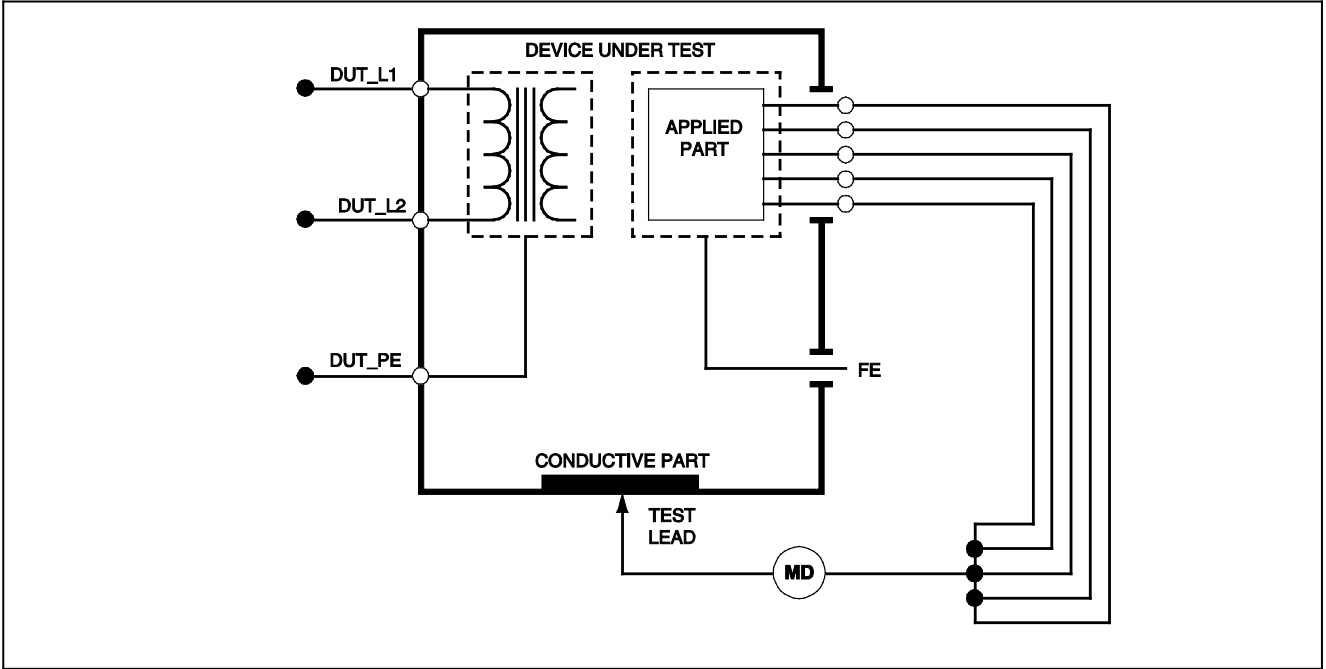 DEVICE UNDER TEST
DUT_L1
APPLIED
PART
DUT_L2
DUT_PE
FE
CONDUCTIVE PART
TEST
LEAD
MD